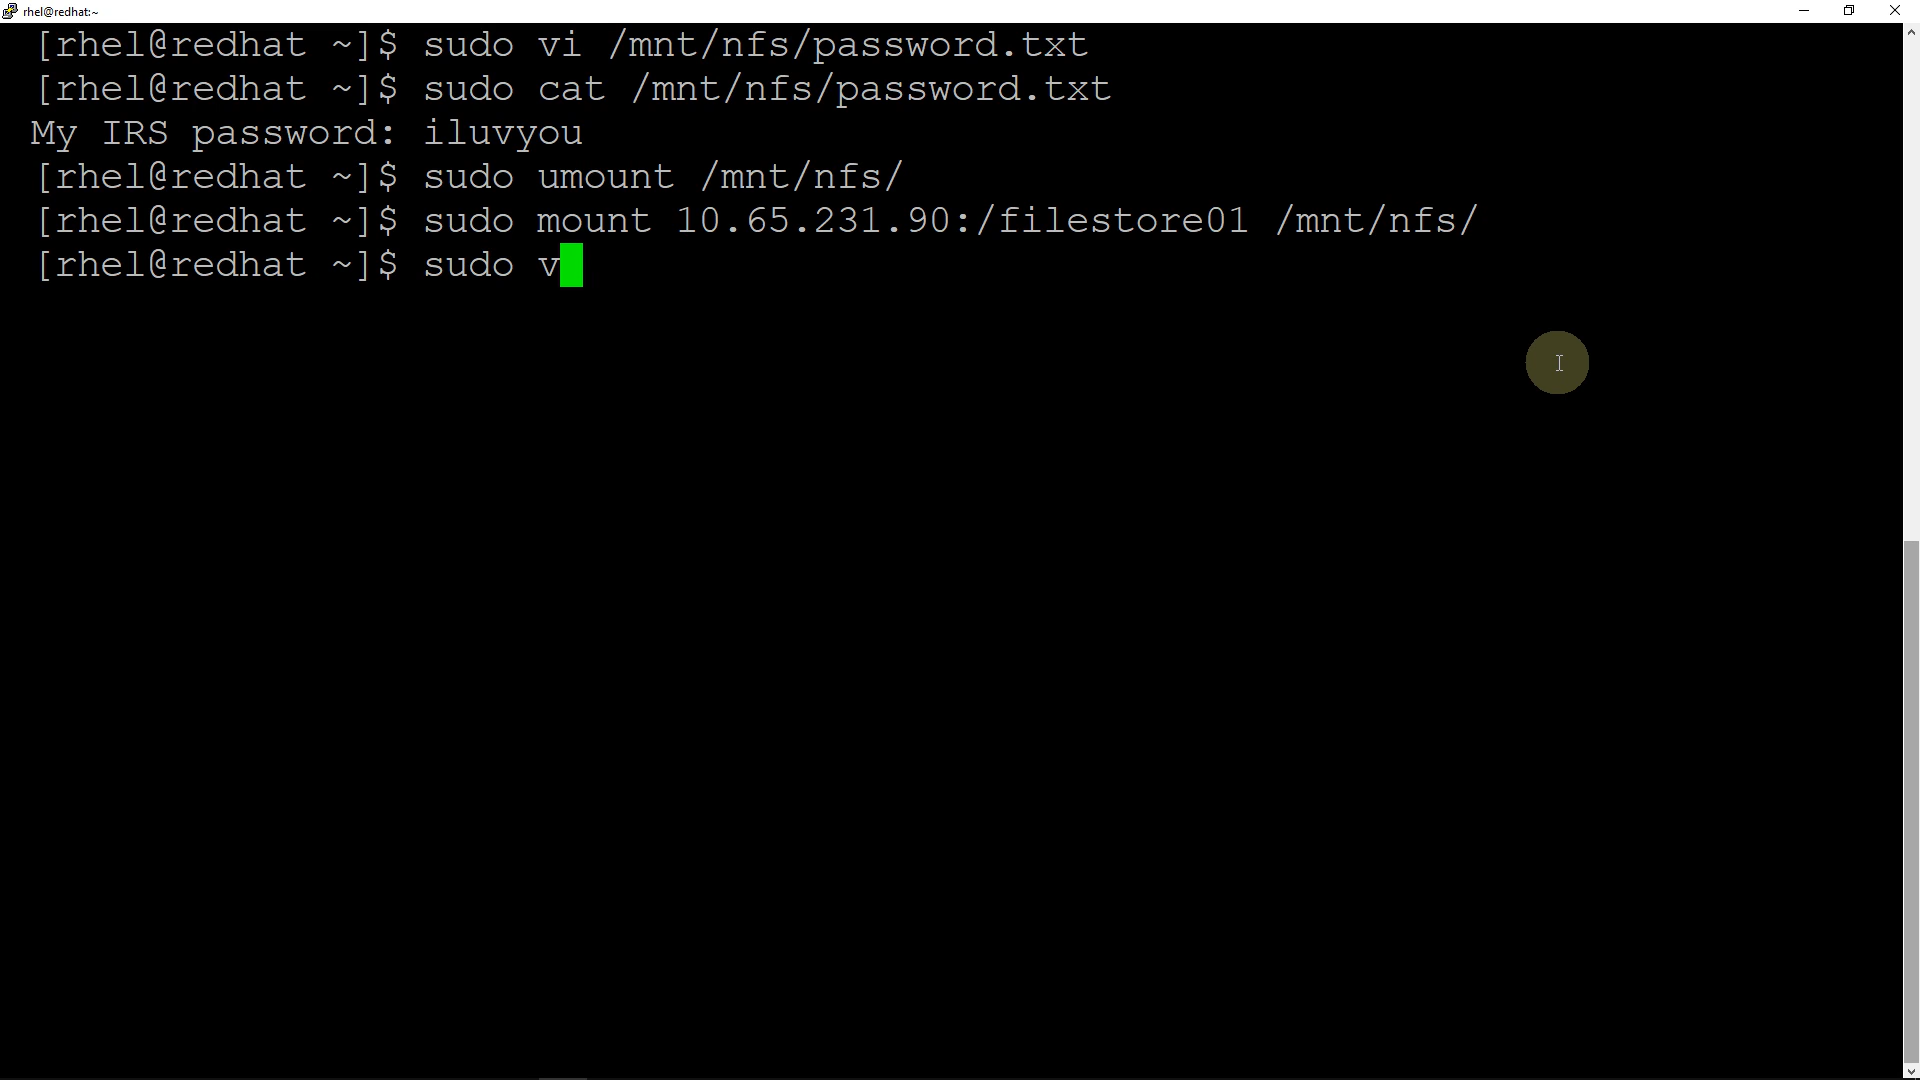 rhel@redhat:~
[rhel@redhat ~]$ sudo vi /mnt/nfs/password.txt
[rhel@redhat ~]$ sudo cat /mnt/nfs/password.txt
My IRS password: iluvyou
[rhel@redhat ~]$ sudo umount /mnt/nfs/
[rhel@redhat ~]$ sudo mount 10.65.231.90:/filestore01 /mnt/nfs/
[rhel@redhat ~]$ sudo v